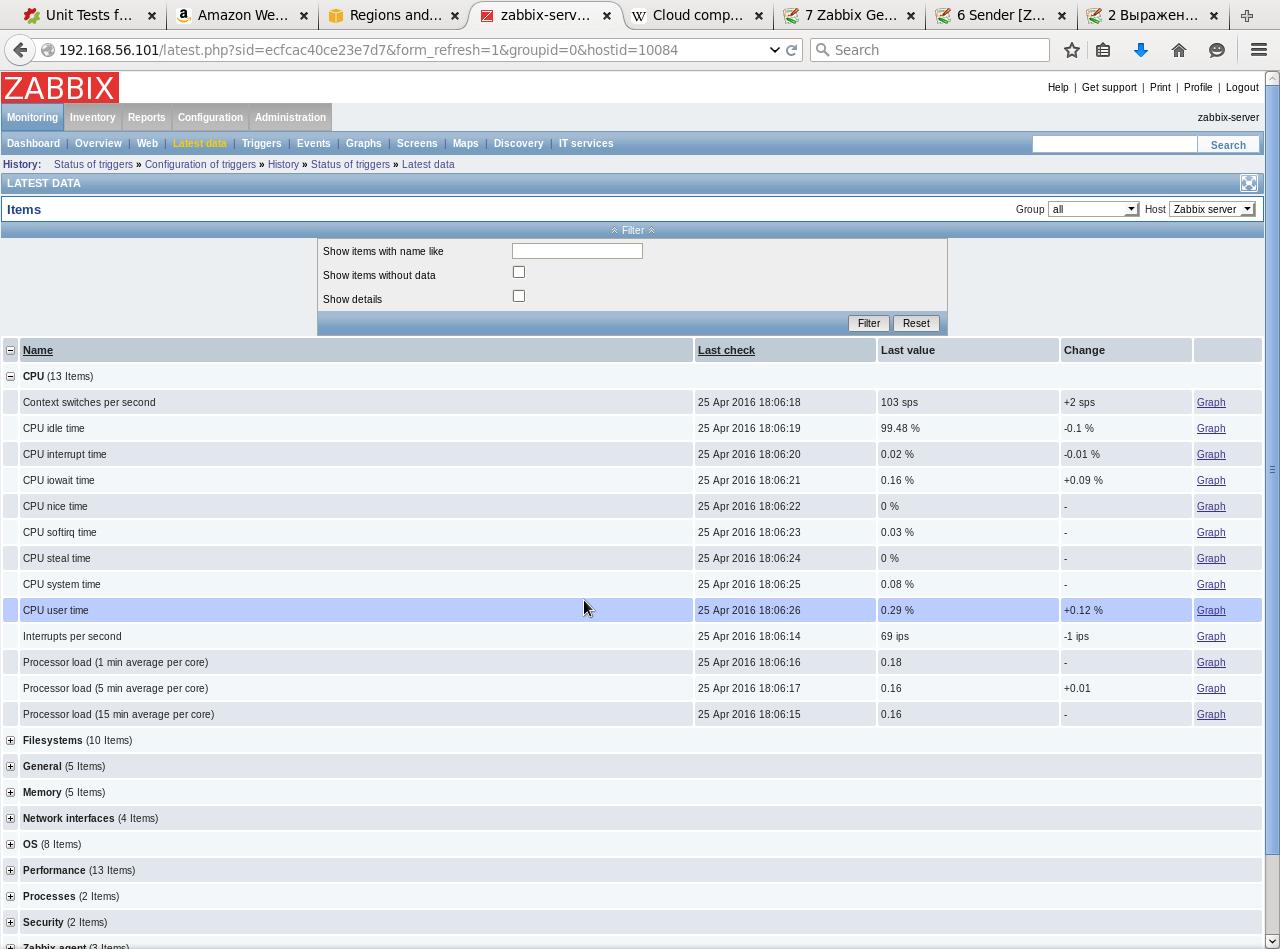 Unit Tests f... Amazon We... Regions and... zabbix-serv... Cloud comp... 7 Zabbix Ge... 6 Sender [Z... 2 Выражен...
192.168.56.101/latest.php?sid=ecfcac40ce23e7d7&form_refresh=1&groupid=0&hostid=10084 Search
ZABBIX Help | Get support | Print | Profile | Logout
Monitoring Inventory Reports Configuration Administration zabbix-server
Dashboard | Overview | Web | Latest data | Triggers | Events | Graphs | Screens | Maps | Discovery | IT services Search
History: Status of triggers » Configuration of triggers » History » Status of triggers » Latest data
LATEST DATA
Items Group all Host Zabbix server
Filter
Show items with name like
Show items without data
Show details
Filter Reset
Name Last check Last value Change
CPU (13 Items)
Context switches per second 25 Apr 2016 18:06:18 103 sps +2 sps Graph
CPU idle time 25 Apr 2016 18:06:19 99.48 % -0.1 % Graph
CPU interrupt time 25 Apr 2016 18:06:20 0.02 % -0.01 % Graph
CPU iowait time 25 Apr 2016 18:06:21 0.16 % +0.09 % Graph
CPU nice time 25 Apr 2016 18:06:22 0 % - Graph
CPU softirq time 25 Apr 2016 18:06:23 0.03 % - Graph
CPU steal time 25 Apr 2016 18:06:24 0 % - Graph
CPU system time 25 Apr 2016 18:06:25 0.08 % - Graph
CPU user time 25 Apr 2016 18:06:26 0.29 % +0.12 % Graph
Interrupts per second 25 Apr 2016 18:06:14 69 ips -1 ips Graph
Processor load (1 min average per core) 25 Apr 2016 18:06:16 0.18 - Graph
Processor load (5 min average per core) 25 Apr 2016 18:06:17 0.16 +0.01 Graph
Processor load (15 min average per core) 25 Apr 2016 18:06:15 0.16 - Graph
Filesystems (10 Items)
General (5 Items)
Memory (5 Items)
Network interfaces (4 Items)
OS (8 Items)
Performance (13 Items)
Processes (2 Items)
Security (2 Items)
Zabbix agent (3 Items)